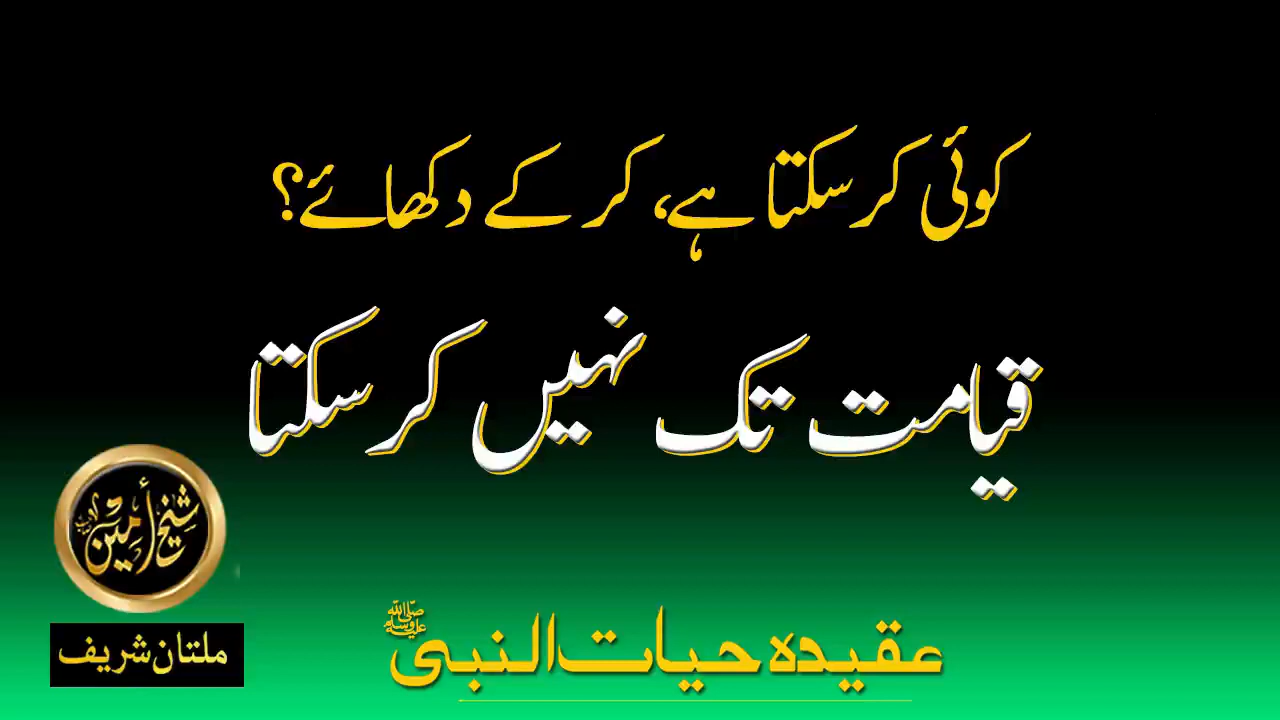 کوئی کر سکتا ہے، کر کے دکھائے؟
قیامت تک نہیں کر سکتا
شیخ أمین
ملتان شریف
عقیدہ حیات النبی ﷺ